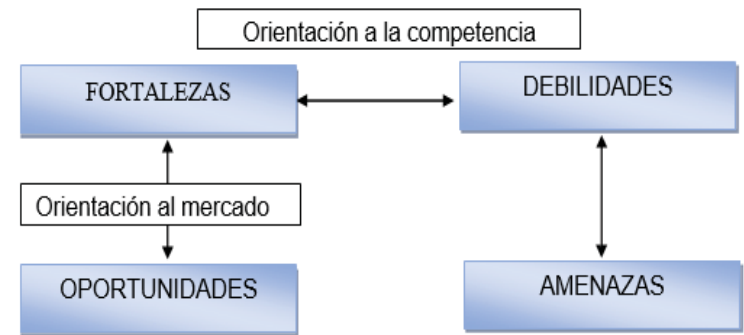 Orientación a la competencia
FORTALEZAS
DEBILIDADES
Orientación al mercado
OPORTUNIDADES
AMENAZAS